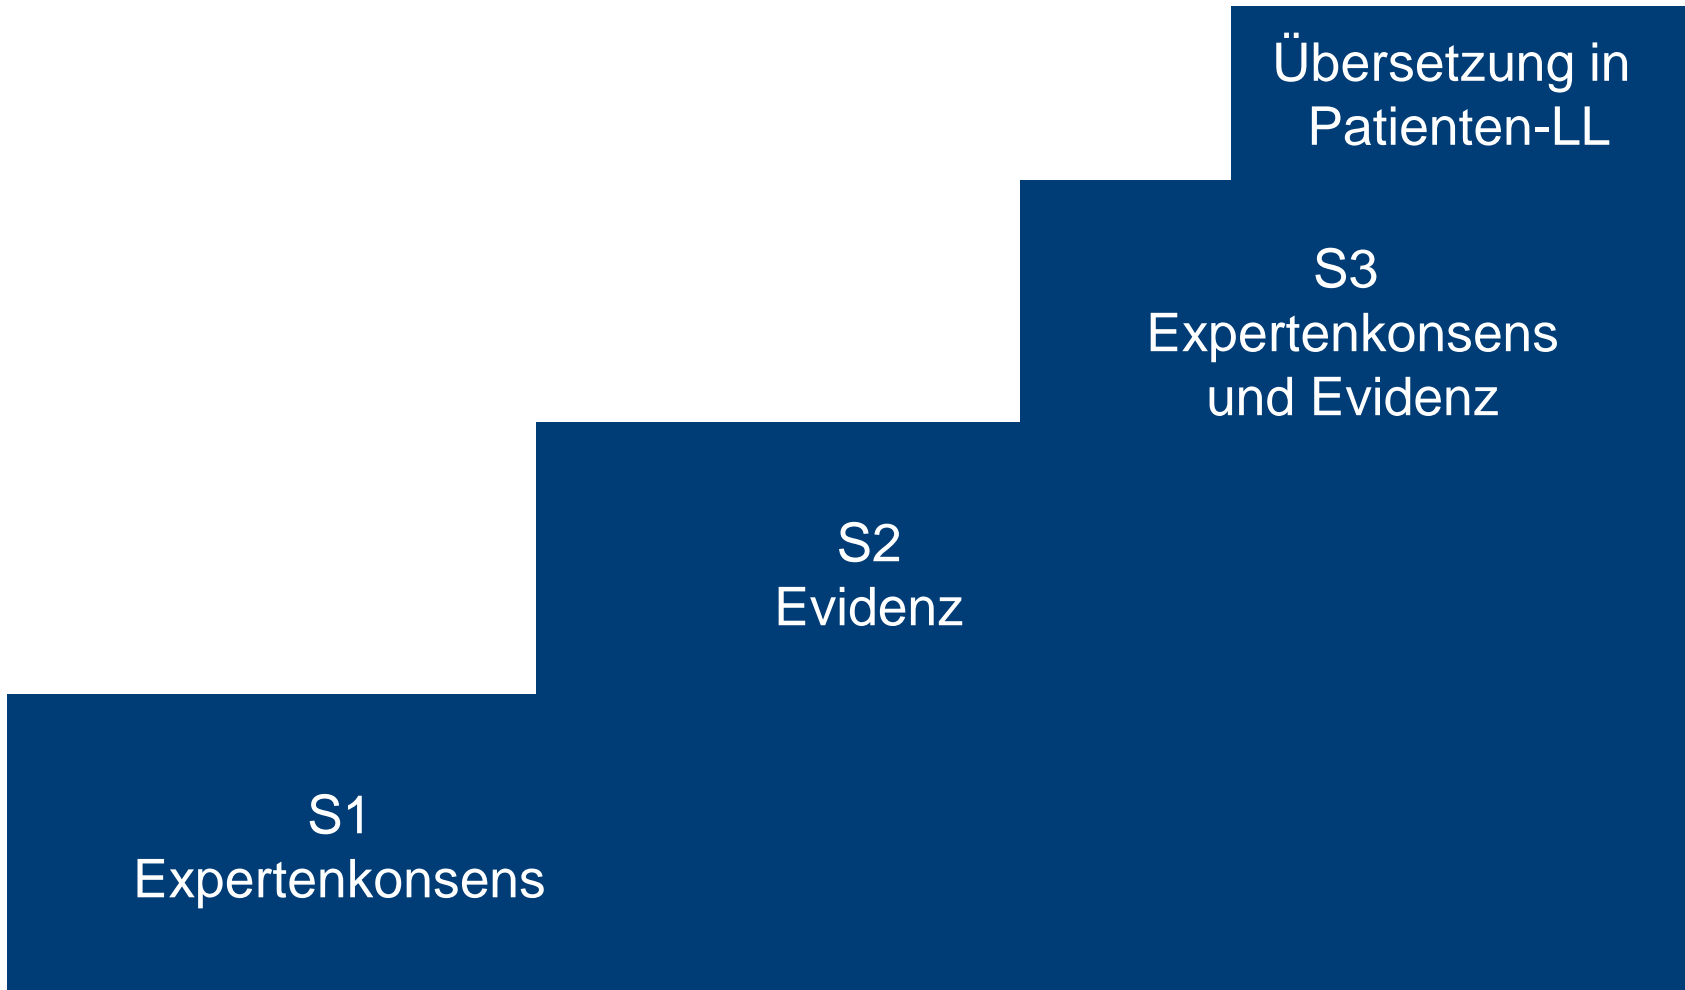 Übersetzung in
Patienten-LL
S3
Expertenkonsens
und Evidenz
S2
Evidenz
S1
Expertenkonsens